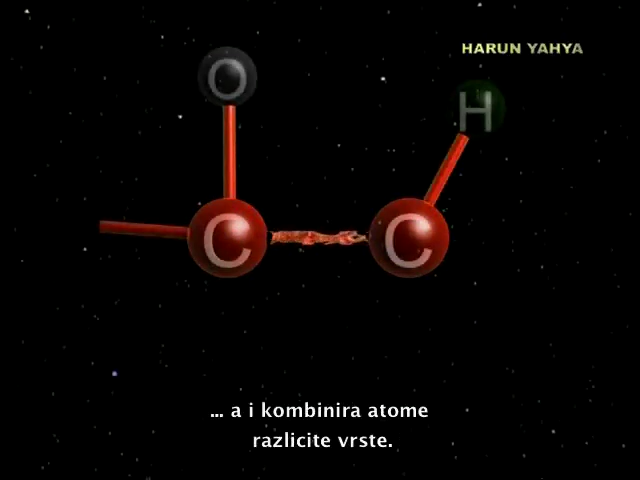 HARUN YAHYA
O
H
C C
... a i kombinira atome
razlicite vrste.